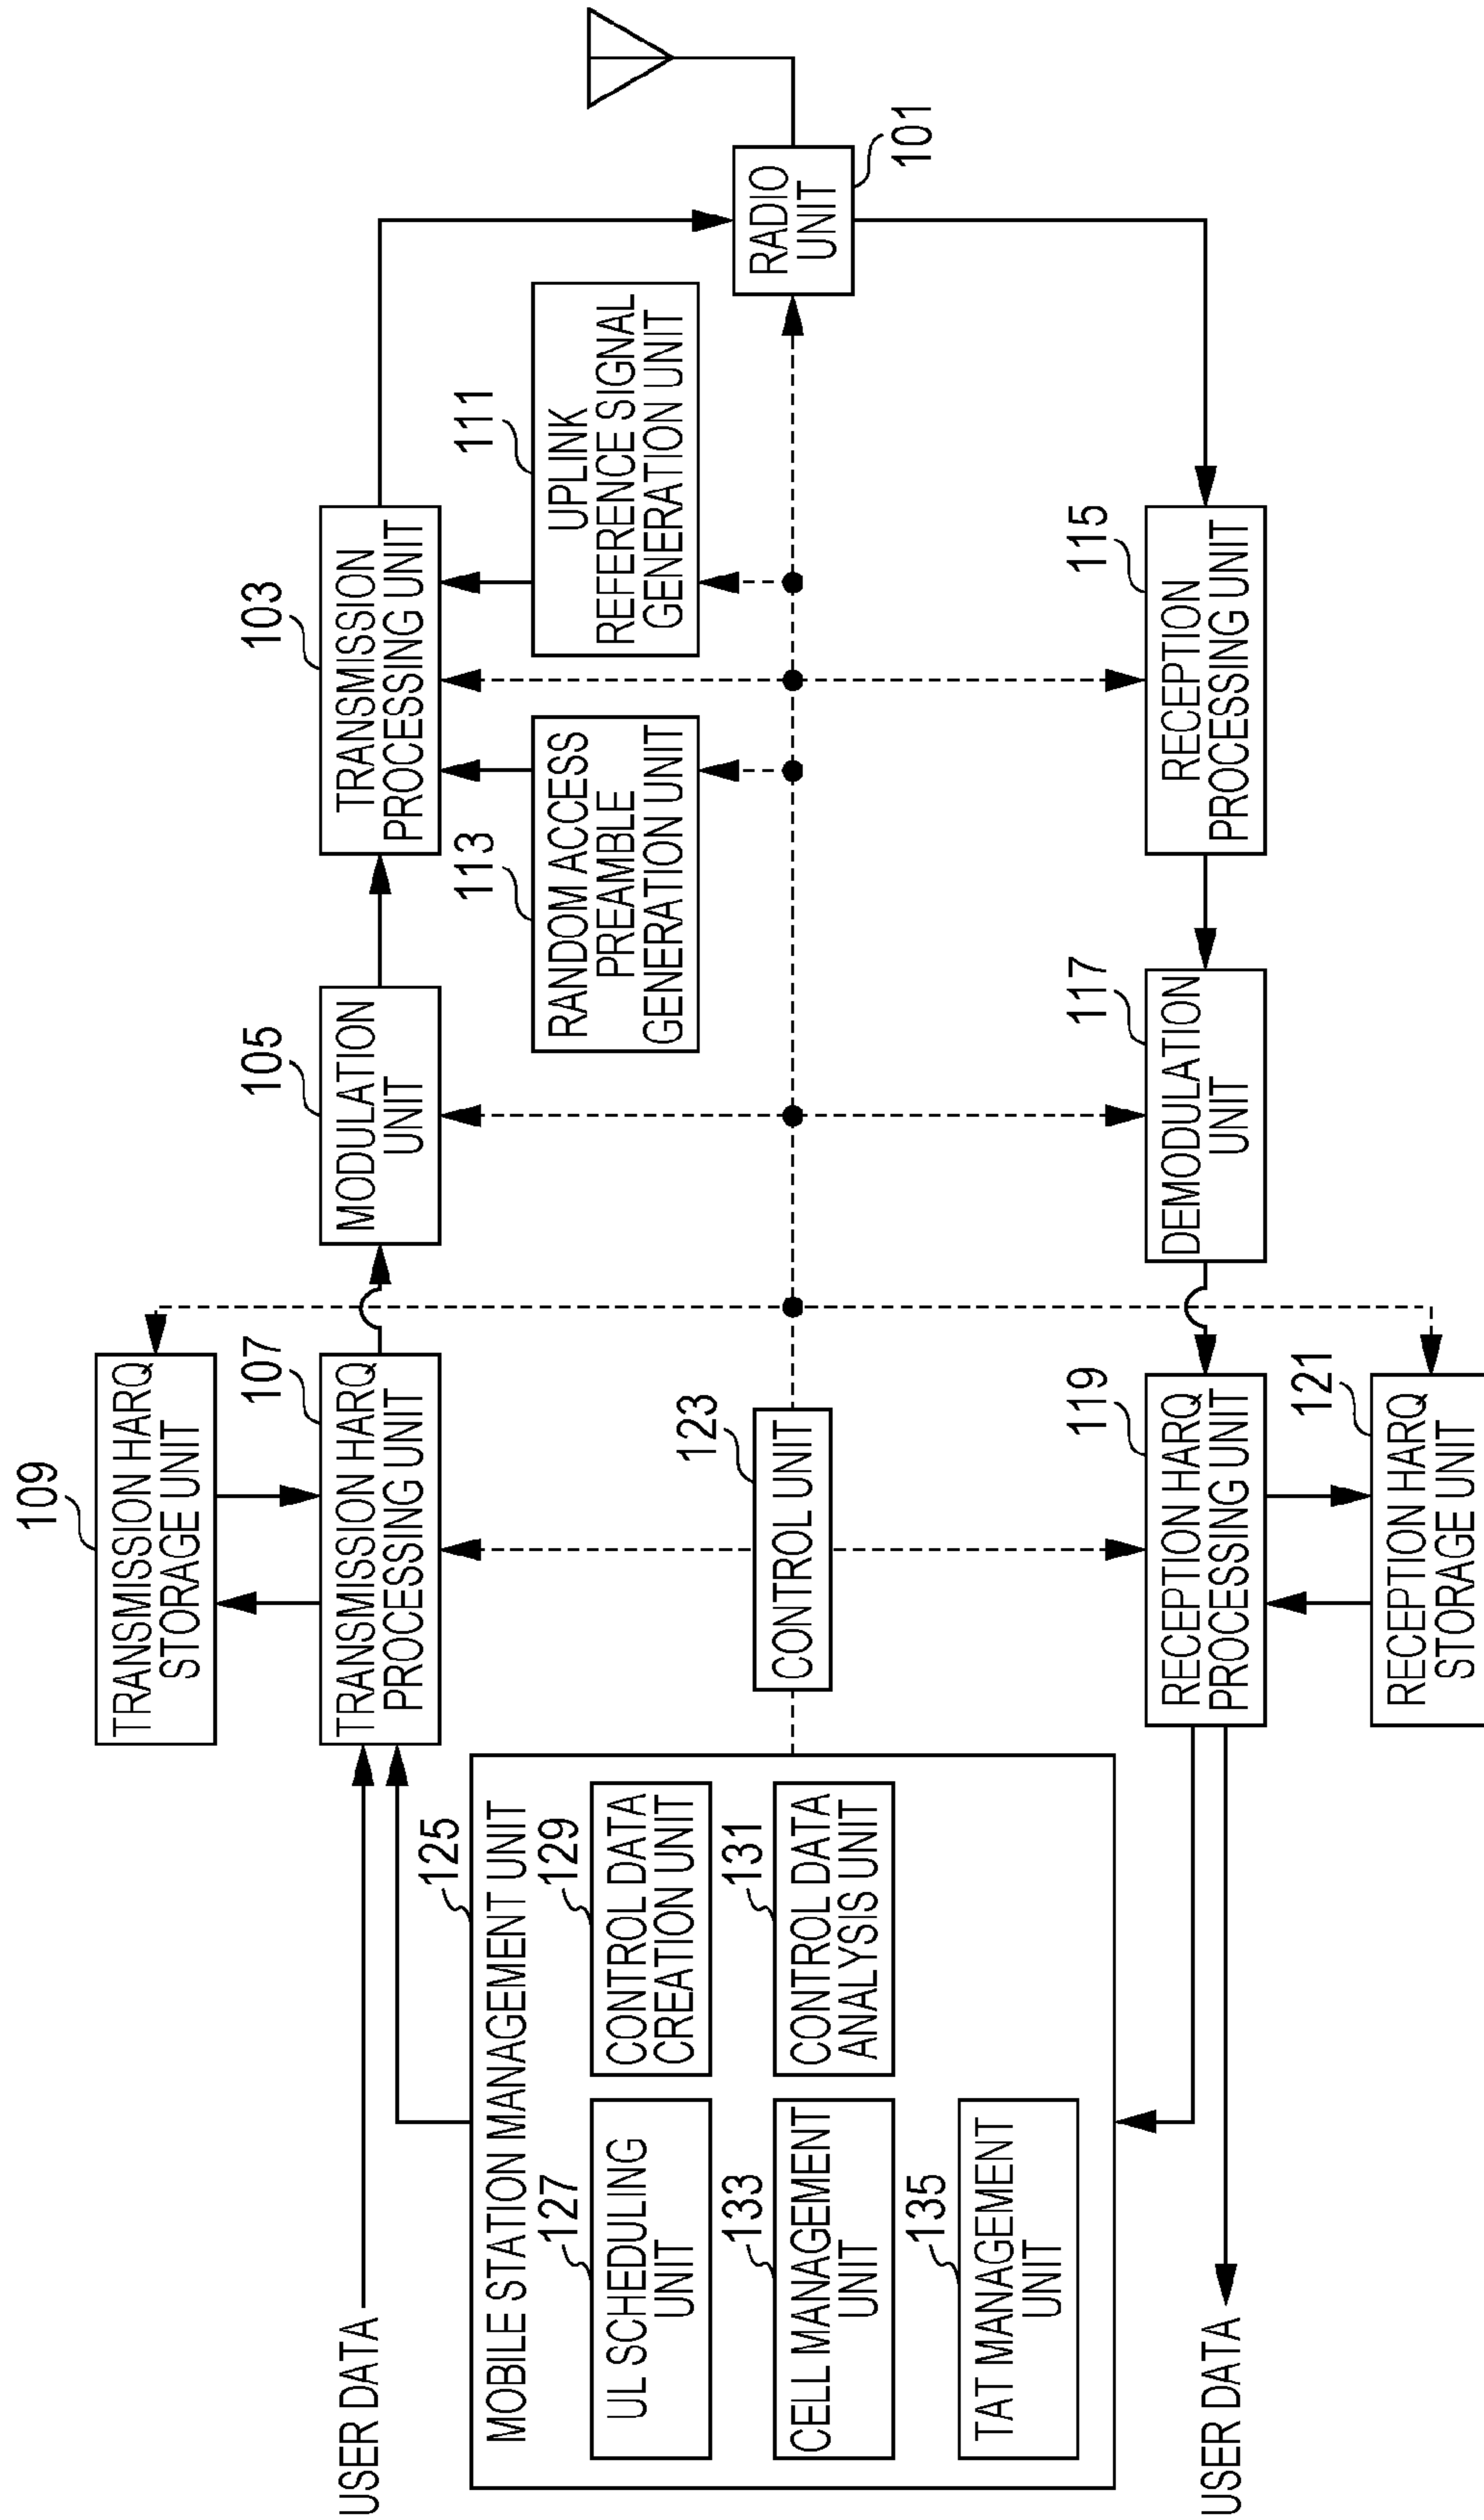 109
TRANSMISSION HARQ
STORAGE UNIT
USER DATA
107
TRANSMISSION HARQ
PROCESSING UNIT
105
MODULATION
UNIT
103
TRANSMISSION
PROCESSING UNIT
125
MOBILE STATION MANAGEMENT UNIT
127
UL SCHEDULING
UNIT
129
CONTROL DATA
CREATION UNIT
133
CELL MANAGEMENT
UNIT
131
CONTROL DATA
ANALYSIS UNIT
135
TAT MANAGEMENT
UNIT
123
CONTROL UNIT
113
RANDOM ACCESS
PREAMBLE
GENERATION UNIT
111
UPLINK
REFERENCE SIGNAL
GENERATION UNIT
RADIO
UNIT
101
USER DATA
119
RECEPTION HARQ
PROCESSING UNIT
117
DEMODULATION
UNIT
115
RECEPTION
PROCESSING UNIT
121
RECEPTION HARQ
STORAGE UNIT